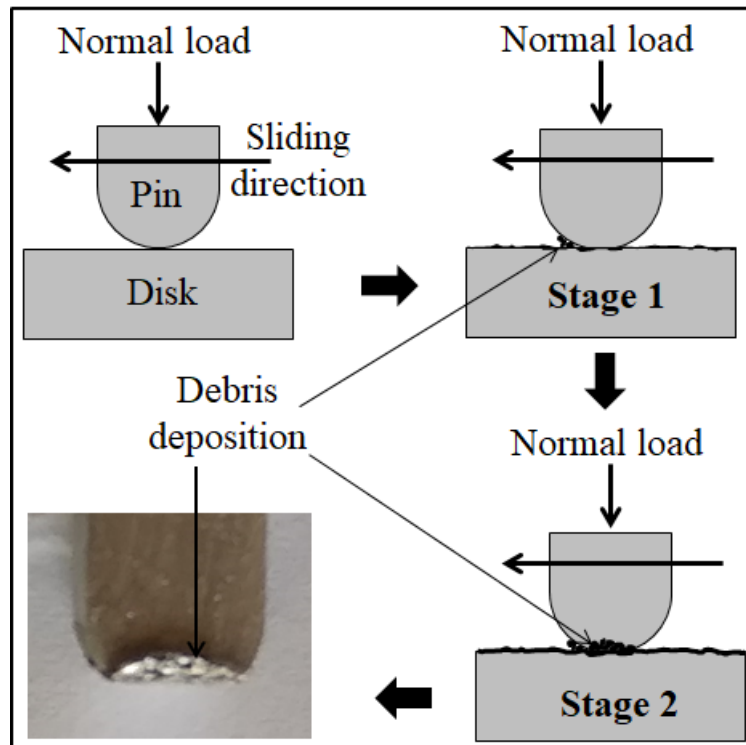 Normal load
Sliding
direction
Pin
Disk
Normal load
Stage 1
Debris
deposition
Normal load
Stage 2